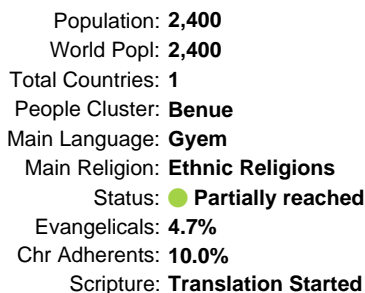 Population: 2,400
World Popl: 2,400
Total Countries: 1
People Cluster: Benue
Main Language: Gyem
Main Religion: Ethnic Religions
Status: Partially reached
Evangelicals: 4.7%
Chr Adherents: 10.0%
Scripture: Translation Started